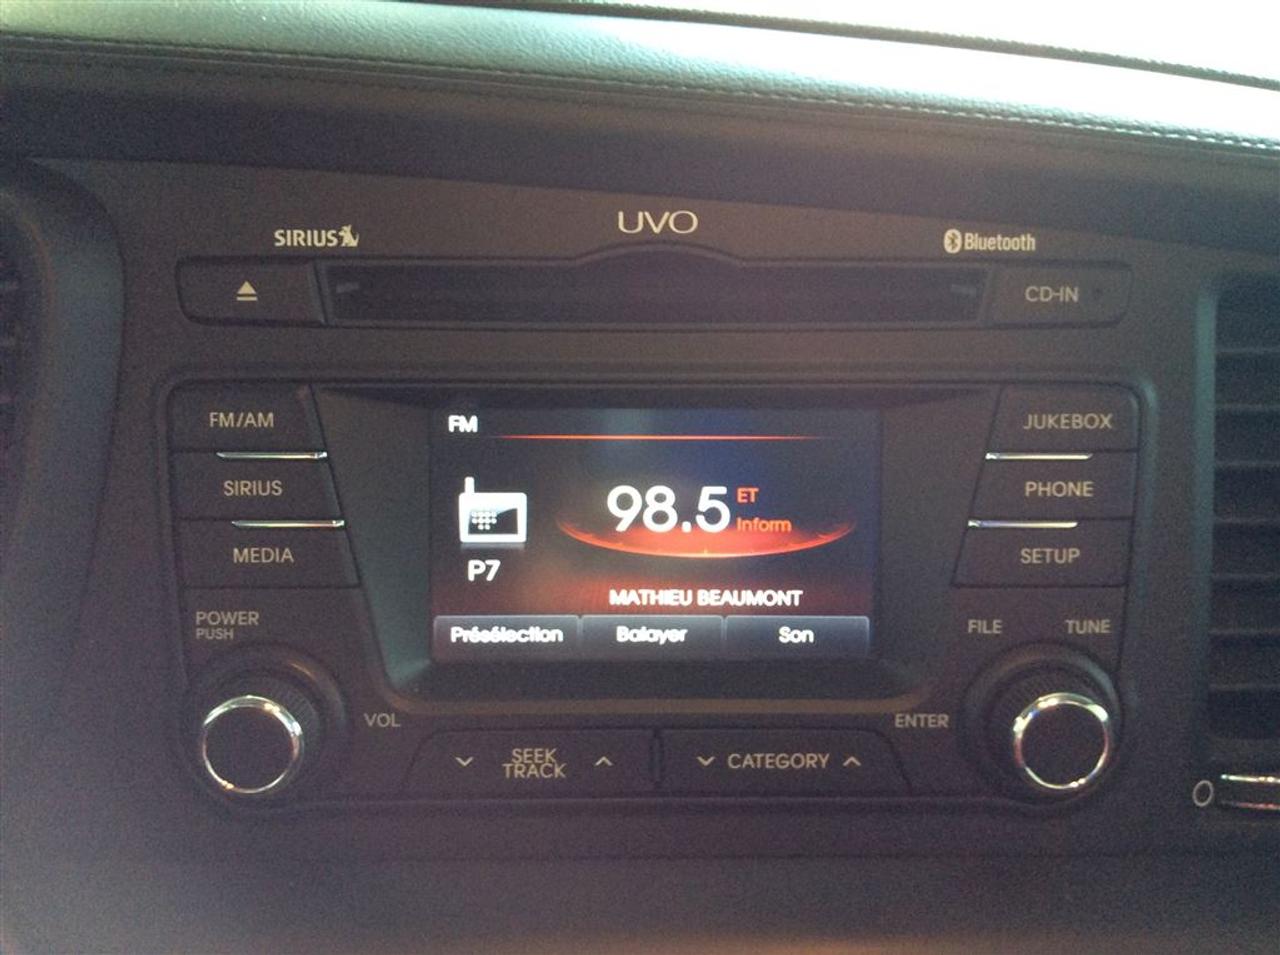 UVO
SIRIUS
Bluetooth
CD-IN
FM/AM
JUKEBOX
SIRIUS
PHONE
MEDIA
SETUP
FM
98.5
ET
Inform
P7
MATHIEU BEAUMONT
Présélection
Balayer
Son
POWER
PUSH
FILE
TUNE
VOL
ENTER
SEEK
TRACK
CATEGORY